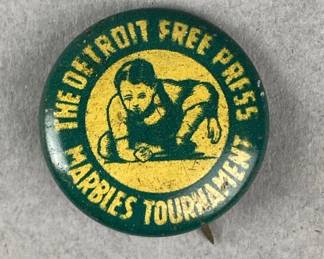 THE DETROIT FREE PRESS
MARBLES TOURNAMENT